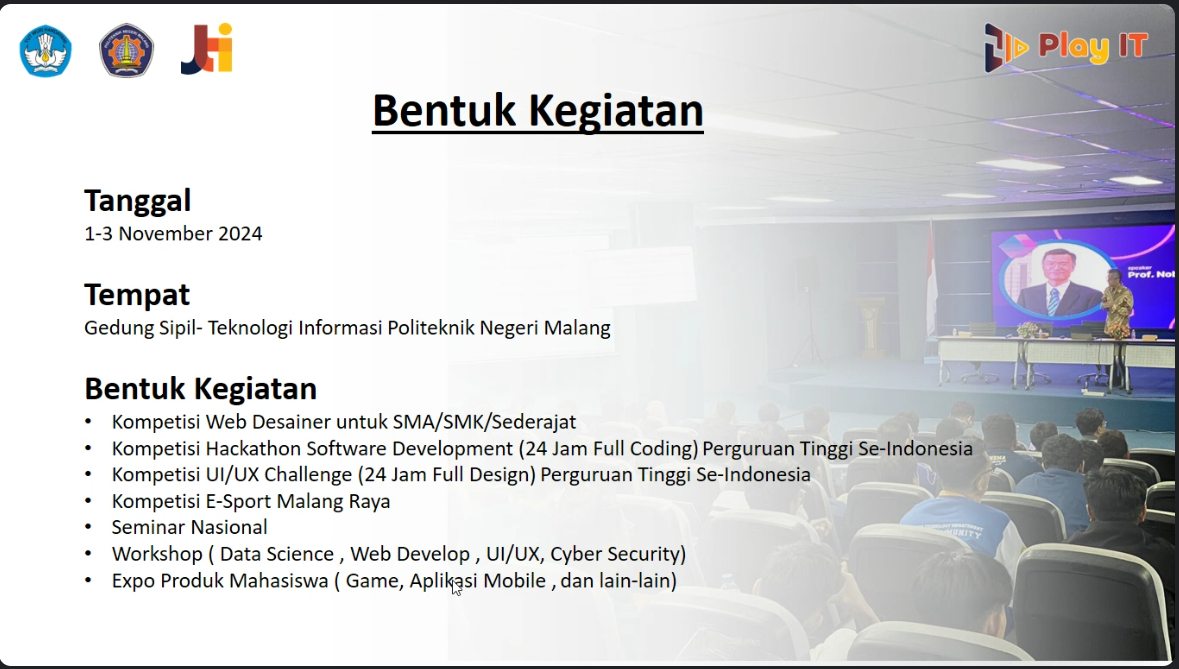 Play IT
Bentuk Kegiatan
Tanggal
1-3 November 2024
Tempat
Gedung Sipil- Teknologi Informasi Politeknik Negeri Malang
Bentuk Kegiatan
• Kompetisi Web Desainer untuk SMA/SMK/Sederajat
• Kompetisi Hackathon Software Development (24 Jam Full Coding) Perguruan Tinggi Se-Indonesia
• Kompetisi UI/UX Challenge (24 Jam Full Design) Perguruan Tinggi Se-Indonesia
• Kompetisi E-Sport Malang Raya
• Seminar Nasional
• Workshop ( Data Science , Web Develop , UI/UX, Cyber Security)
• Expo Produk Mahasiswa ( Game, Aplikasi Mobile , dan lain-lain)
speaker
Prof.